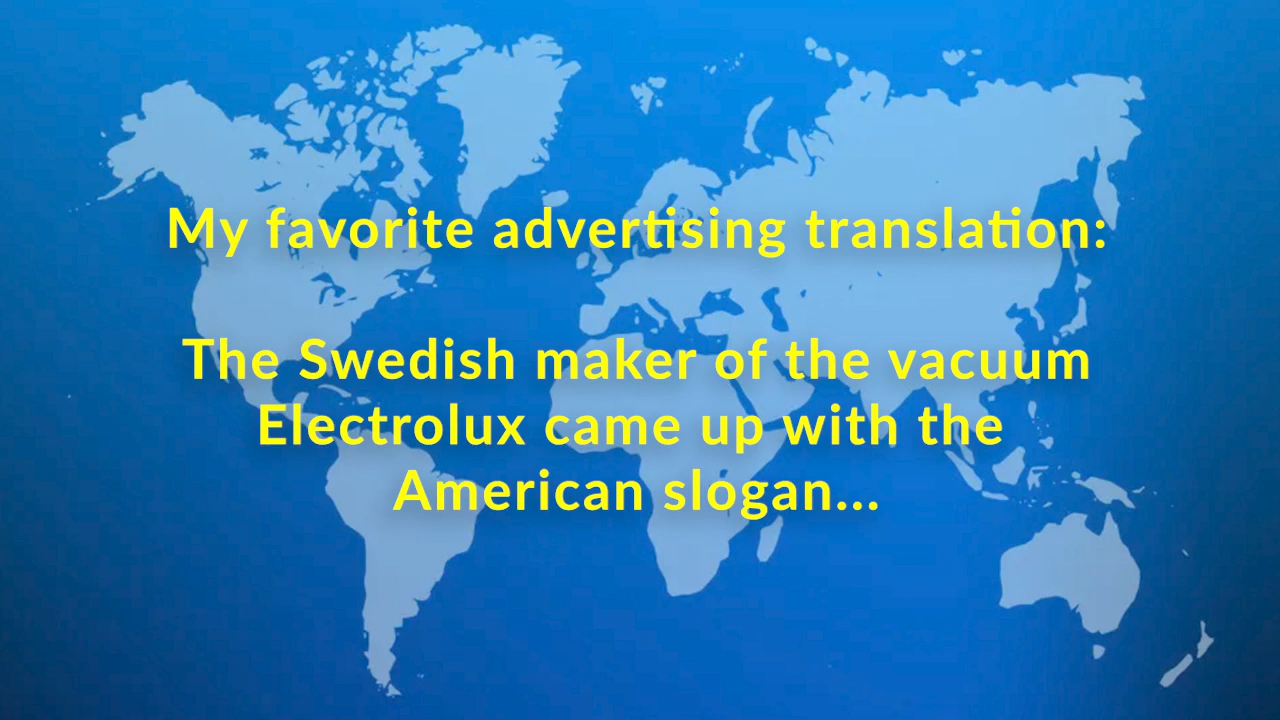 My favorite advertising translation:
The Swedish maker of the vacuum
Electrolux came up with the
American slogan...